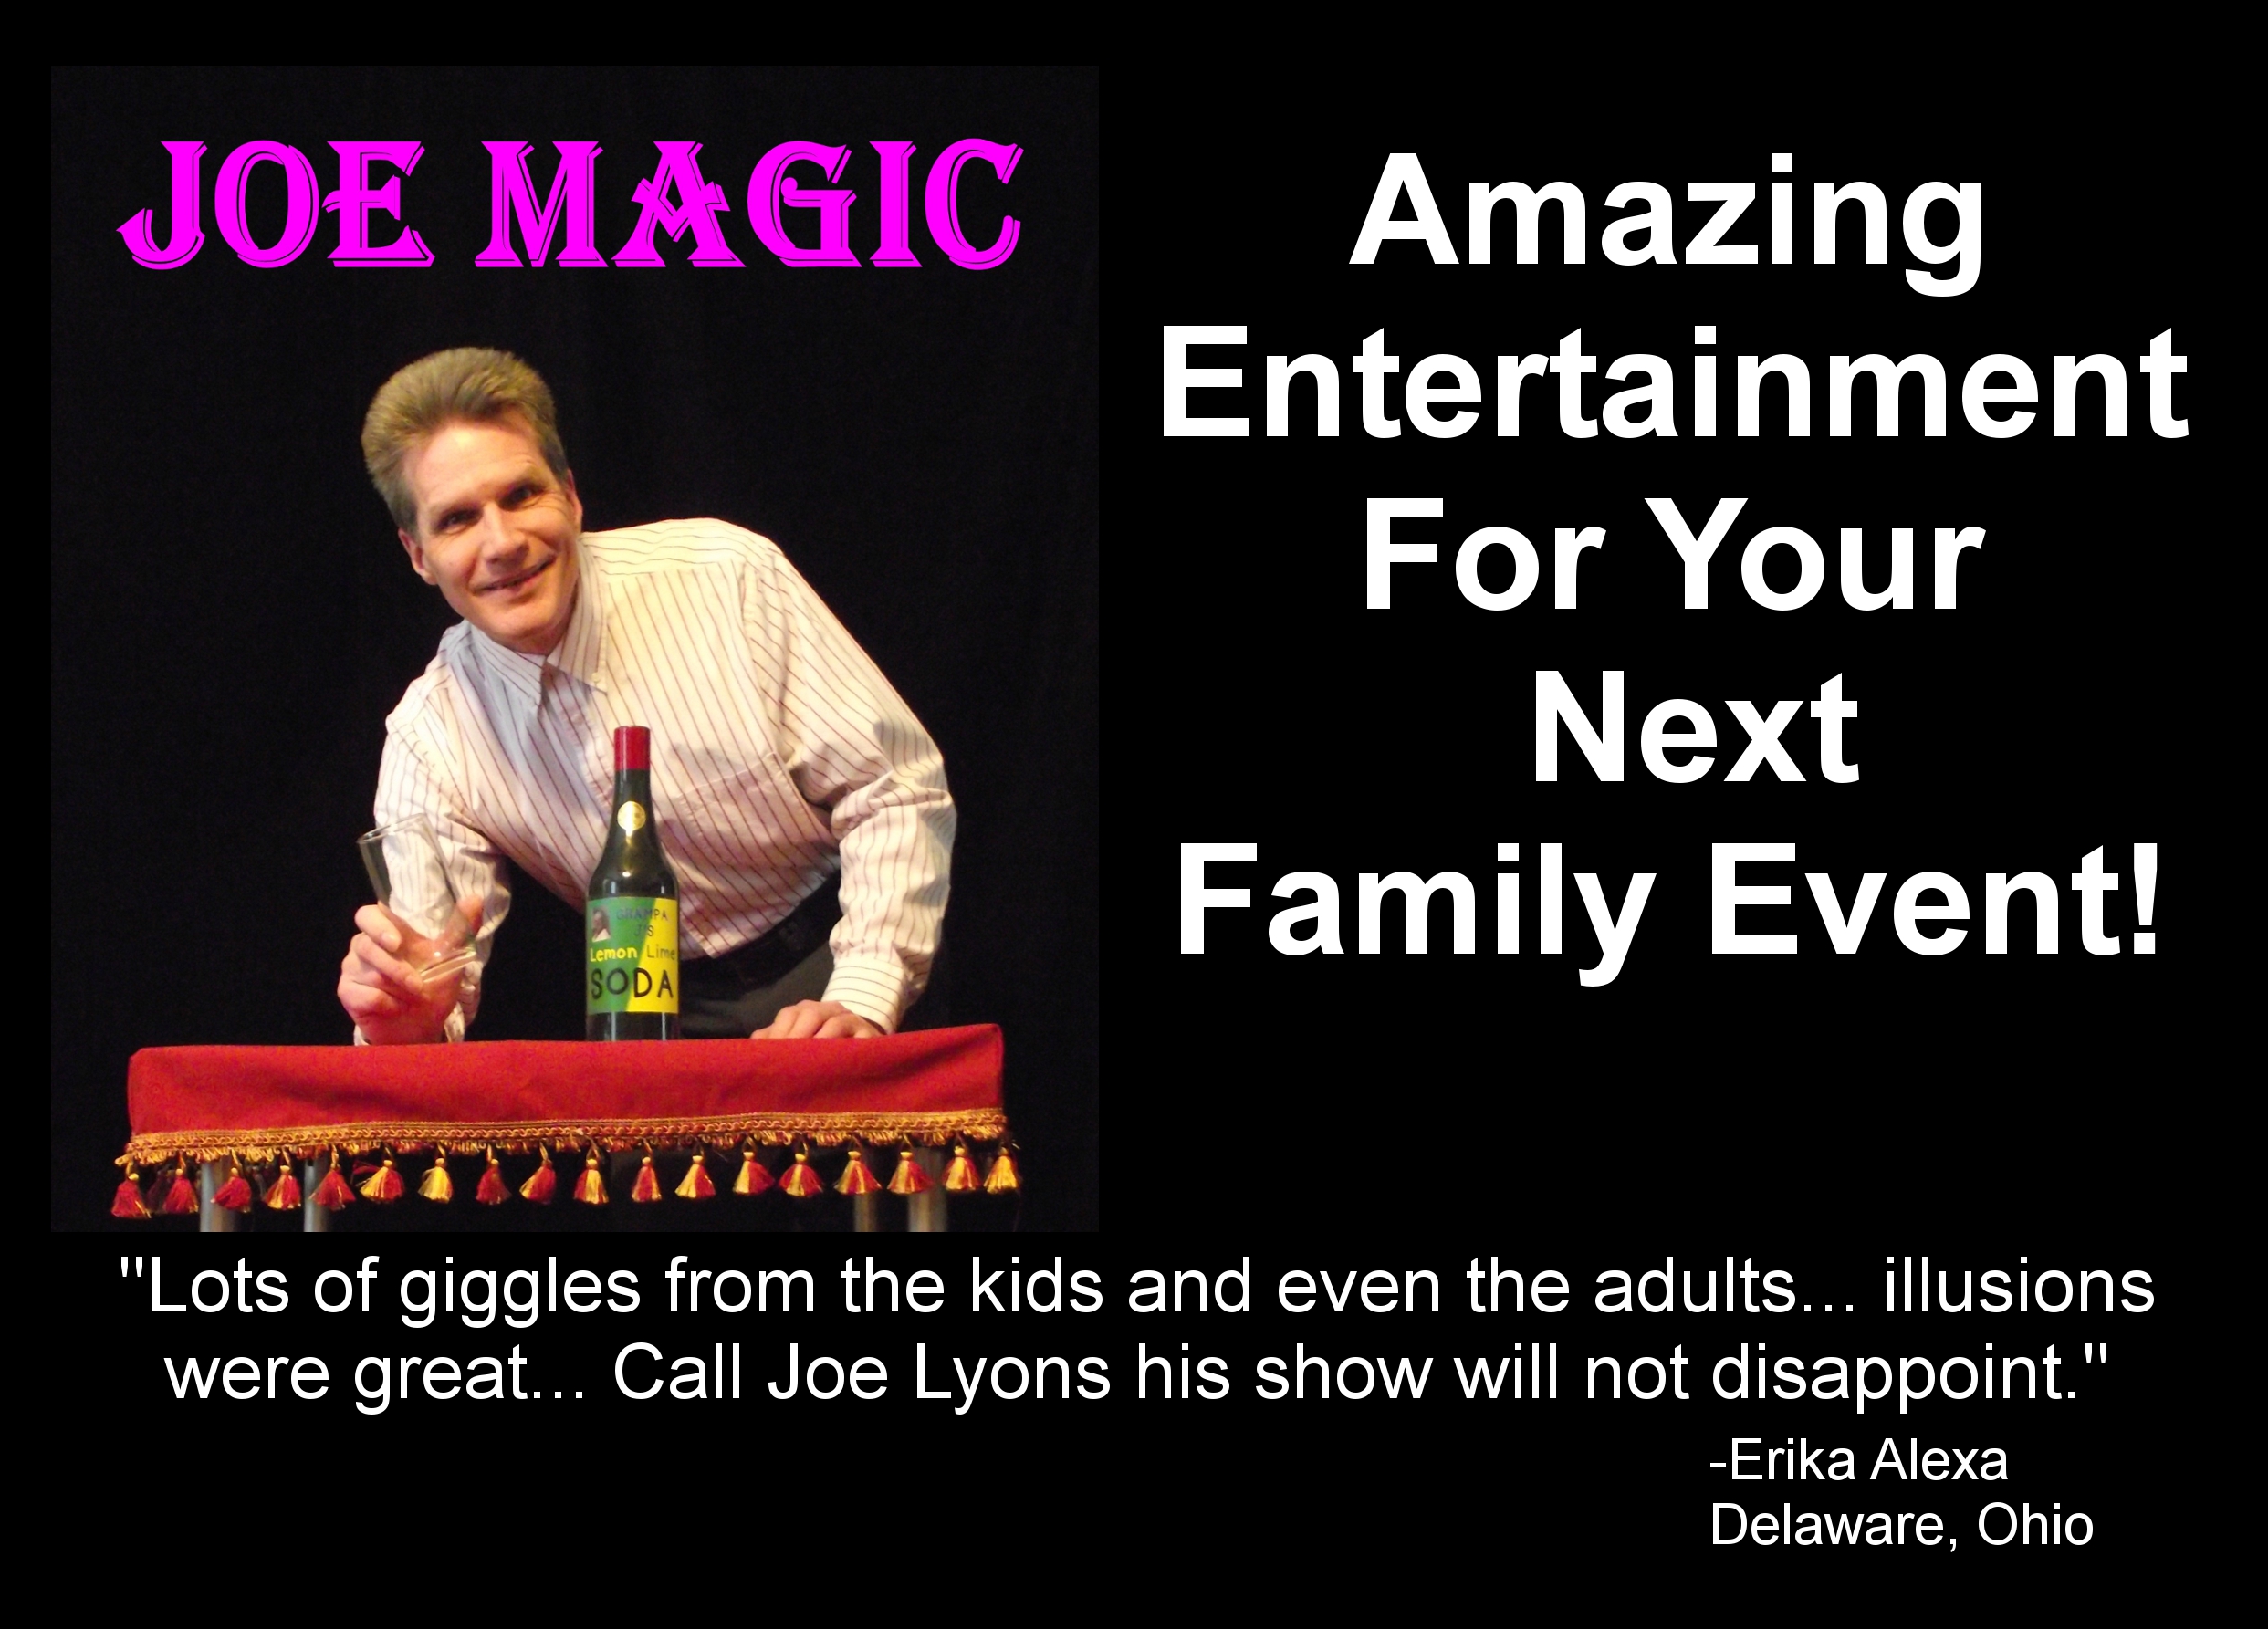 JOE MAGIC
Amazing
Entertainment
For Your
Next
Family Event!
GRAMPA
J'S
Lemon Lime
SODA
"Lots of giggles from the kids and even the adults... illusions
were great... Call Joe Lyons his show will not disappoint."
-Erika Alexa
Delaware, Ohio